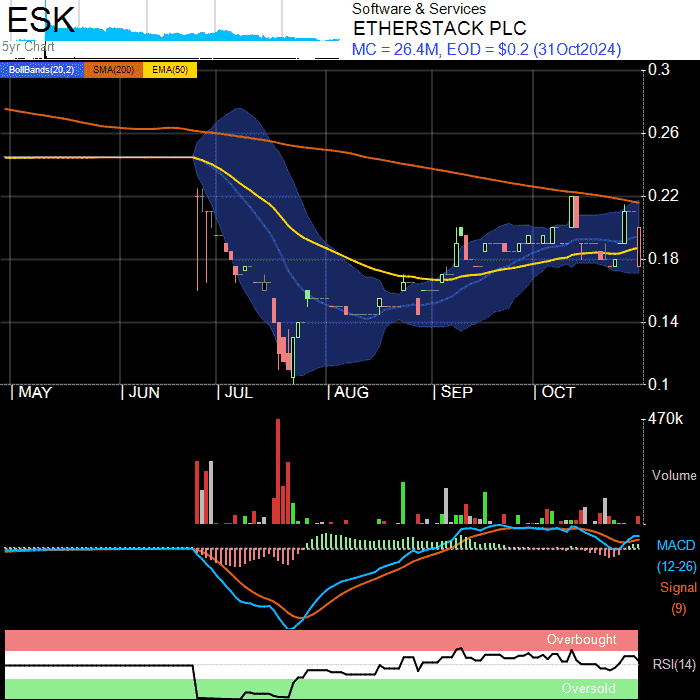 ESK
5yr Chart
Software & Services
ETHERSTACK PLC
MC = 26.4M, EOD = $0.2 (31Oct2024)
BollBands(20,2) SMA(200) EMA(50)
0.3
0.26
0.22
0.18
0.14
0.1
MAY JUN JUL AUG SEP OCT
470k
Volume
MACD
(12-26)
Signal
(9)
Overbought
RSI(14)
Oversold